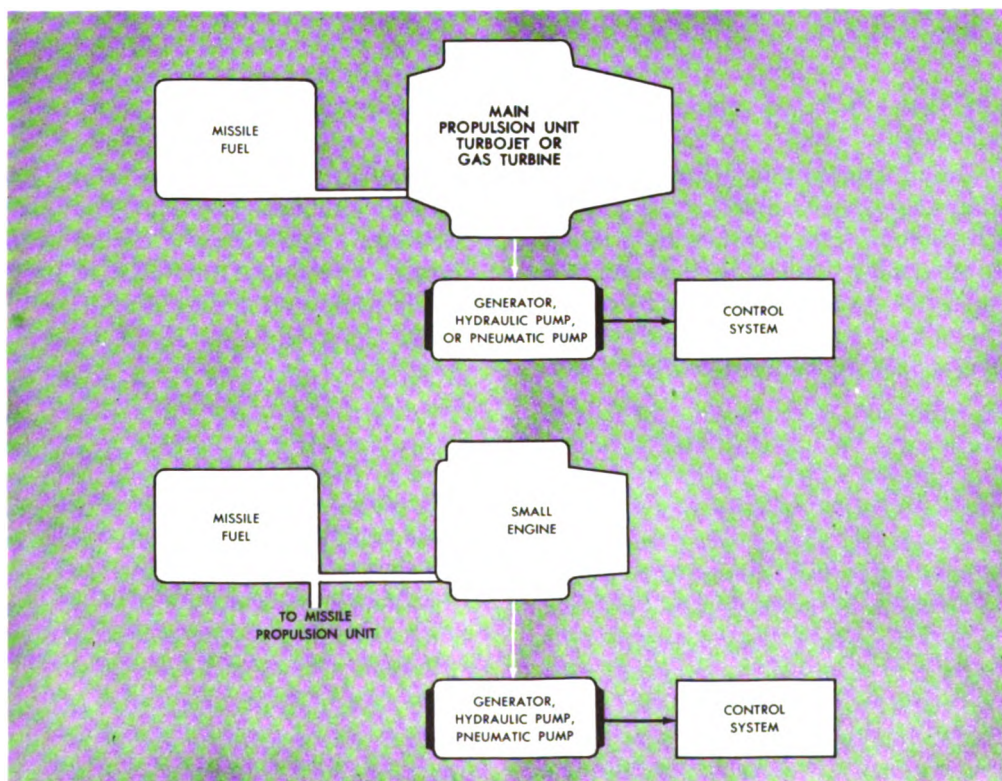 MISSILE
FUEL
MAIN
PROPULSION UNIT
TURBOJET OR
GAS TURBINE
GENERATOR,
HYDRAULIC PUMP,
OR PNEUMATIC PUMP
CONTROL
SYSTEM
MISSILE
FUEL
SMALL
ENGINE
TO MISSILE
PROPULSION UNIT
GENERATOR,
HYDRAULIC PUMP,
PNEUMATIC PUMP
CONTROL
SYSTEM